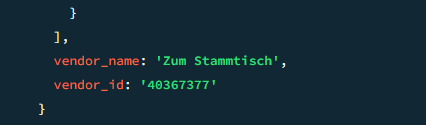 }
],
vendor_name: 'Zum Stammtisch',
vendor_id: '40367377'
}